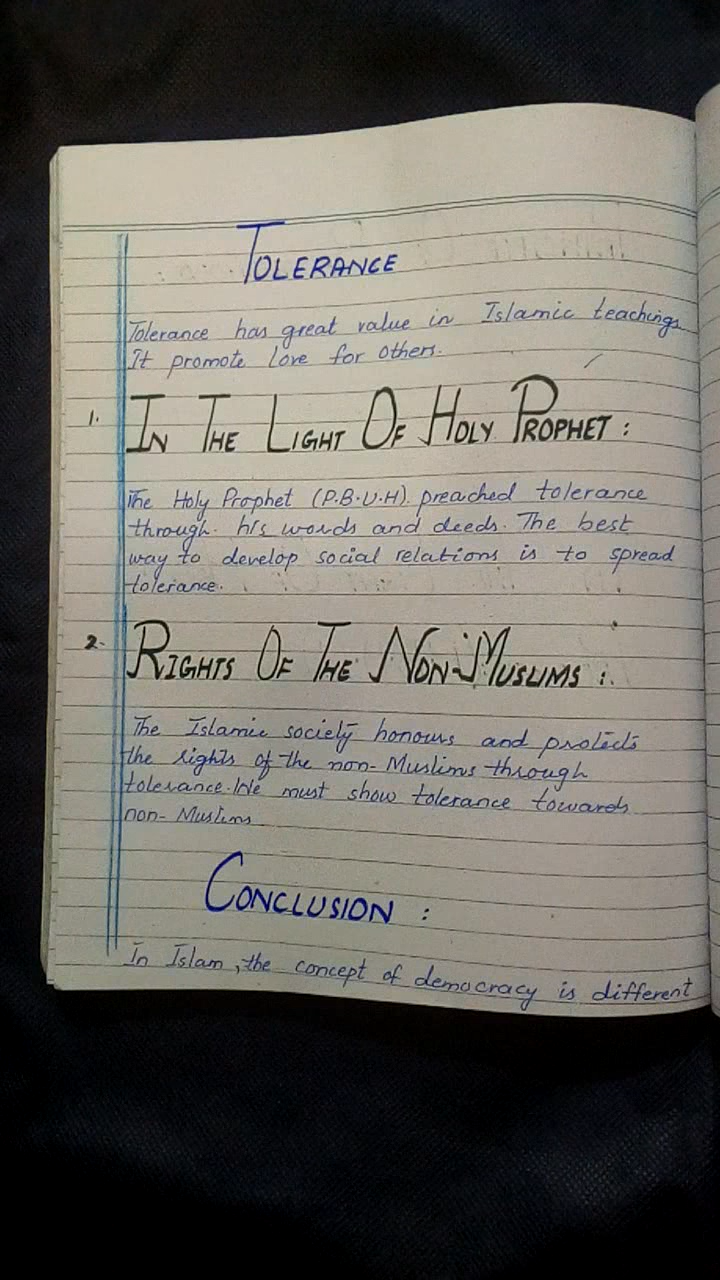 TOLERANCE
Tolerance has great value in Islamic teachings.
It promote love for others.
1. IN THE LIGHT OF HOLY PROPHET :
The Holy Prophet (P.B.U.H). preached tolerance
through his words and deeds. The best
way to develop social relations is to spread
tolerance.
2. RIGHTS OF THE NON-MUSLIMS :
The Islamic society honours and protects
the rights of the non-Muslims through
tolerance. We must show tolerance towards
non-Muslims
CONCLUSION :
In Islam, the concept of democracy is different